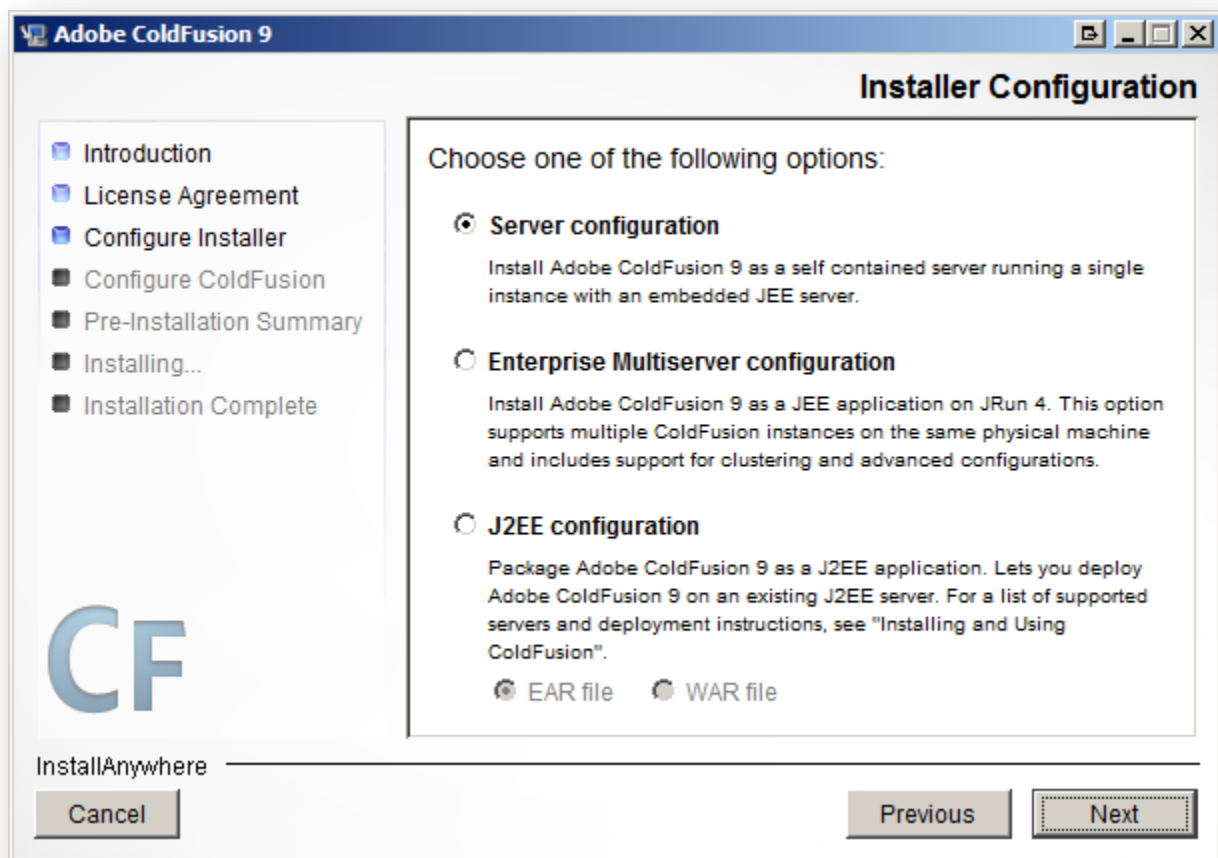 Adobe ColdFusion 9
Installer Configuration
Introduction
License Agreement
Configure Installer
Configure ColdFusion
Pre-Installation Summary
Installing...
Installation Complete
CF
Choose one of the following options:
Server configuration
Install Adobe ColdFusion 9 as a self contained server running a single
instance with an embedded JEE server.
Enterprise Multiserver configuration
Install Adobe ColdFusion 9 as a JEE application on JRun 4. This option
supports multiple ColdFusion instances on the same physical machine
and includes support for clustering and advanced configurations.
J2EE configuration
Package Adobe ColdFusion 9 as a J2EE application. Lets you deploy
Adobe ColdFusion 9 on an existing J2EE server. For a list of supported
servers and deployment instructions, see "Installing and Using
ColdFusion".
EAR file WAR file
InstallAnywhere
Cancel Previous Next